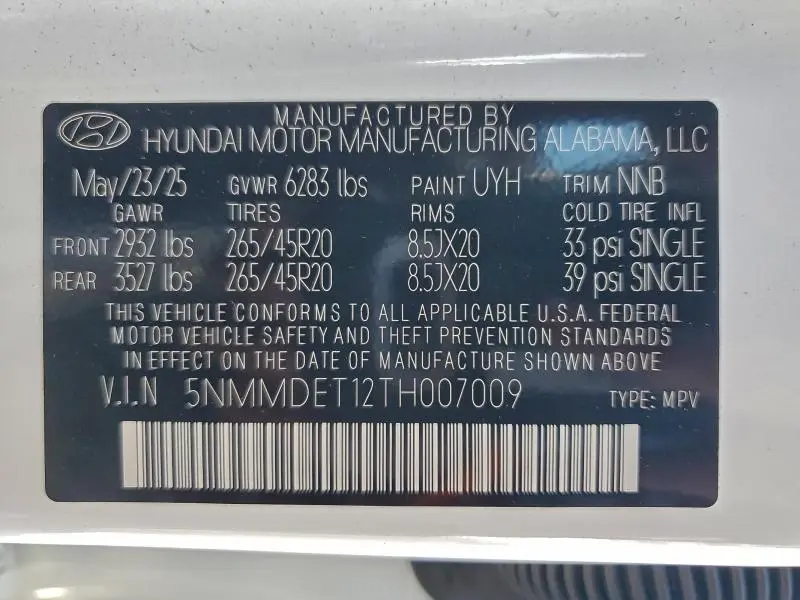 MANUFACTURED BY
HYUNDAI MOTOR MANUFACTURING ALABAMA, LLC
May/23/25 GVWR 6283 lbs PAINT UYH TRIM NNB
GAWR TIRES RIMS COLD TIRE INFL
FRONT 2932 lbs 265/45R20 8.5JX20 33 psi SINGLE
REAR 3527 lbs 265/45R20 8.5JX20 39 psi SINGLE
THIS VEHICLE CONFORMS TO ALL APPLICABLE U.S.A. FEDERAL
MOTOR VEHICLE SAFETY AND THEFT PREVENTION STANDARDS
IN EFFECT ON THE DATE OF MANUFACTURE SHOWN ABOVE
V.I.N 5NMMDET12TH007009 TYPE: MPV